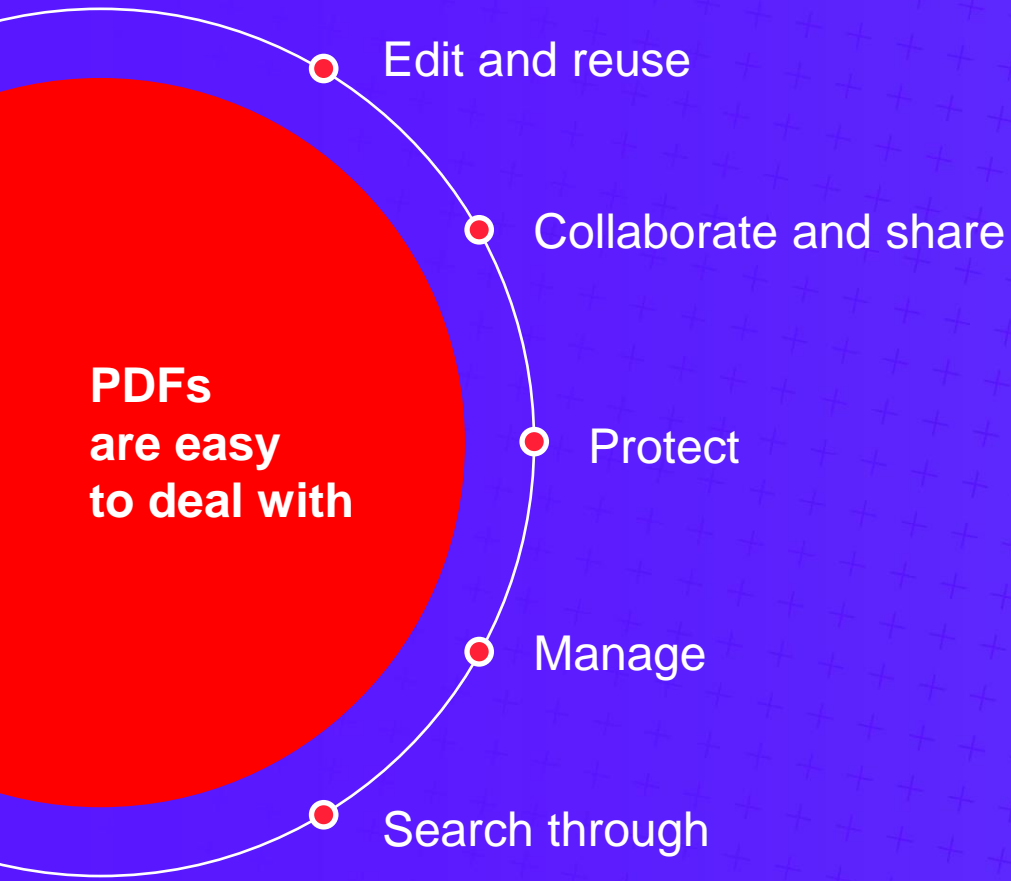 PDFs
are easy
to deal with
Edit and reuse
Collaborate and share
Protect
Manage
Search through